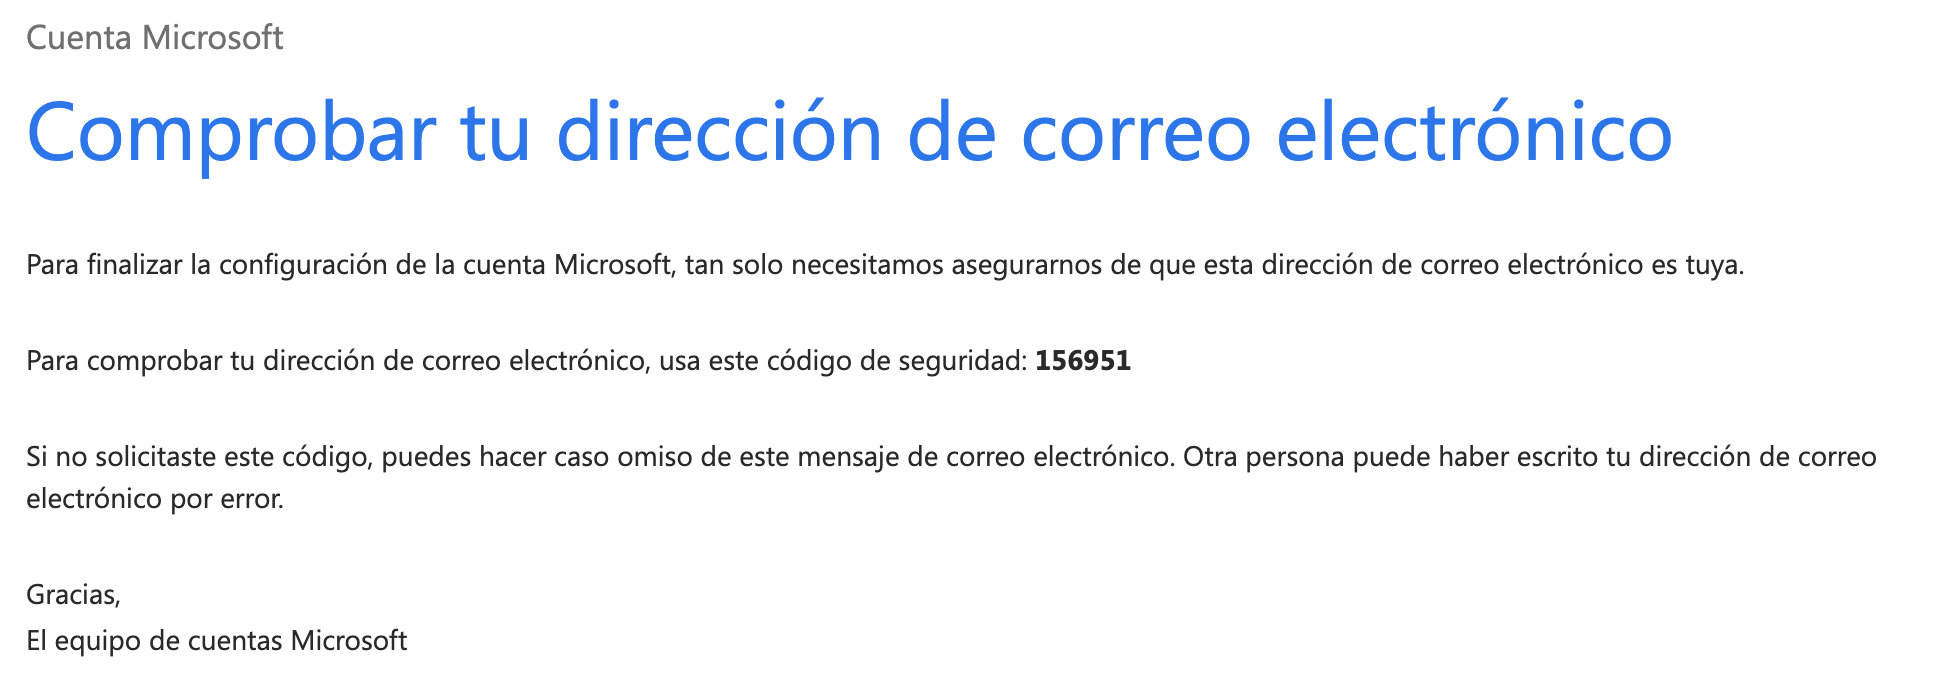 Cuenta Microsoft
Comprobar tu dirección de correo electrónico
Para finalizar la configuración de la cuenta Microsoft, tan solo necesitamos asegurarnos de que esta dirección de correo electrónico es tuya.
Para comprobar tu dirección de correo electrónico, usa este código de seguridad: 156951
Si no solicitaste este código, puedes hacer caso omiso de este mensaje de correo electrónico. Otra persona puede haber escrito tu dirección de correo
electrónico por error.
Gracias,
El equipo de cuentas Microsoft